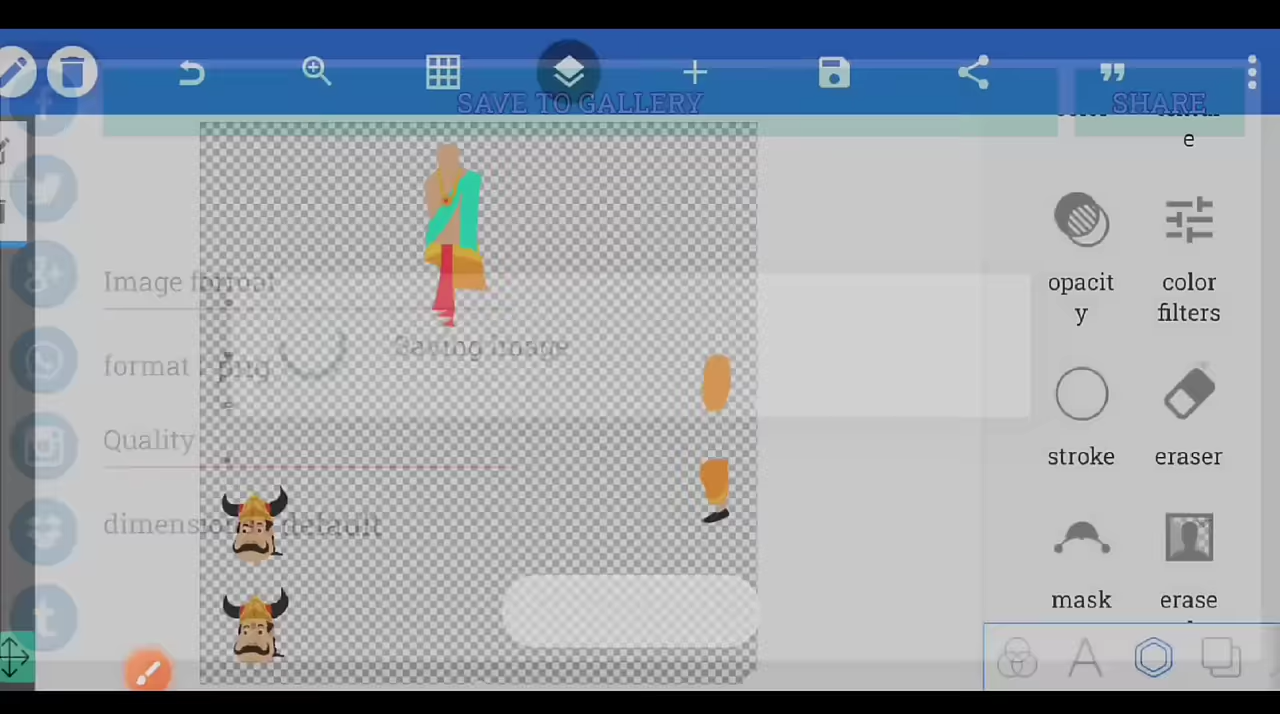 SAVE TO GALLERY
SHARE
e
Image format
opacit
y
color
filters
Saving image
format : png
Quality
stroke
eraser
dimension : default
mask
erase